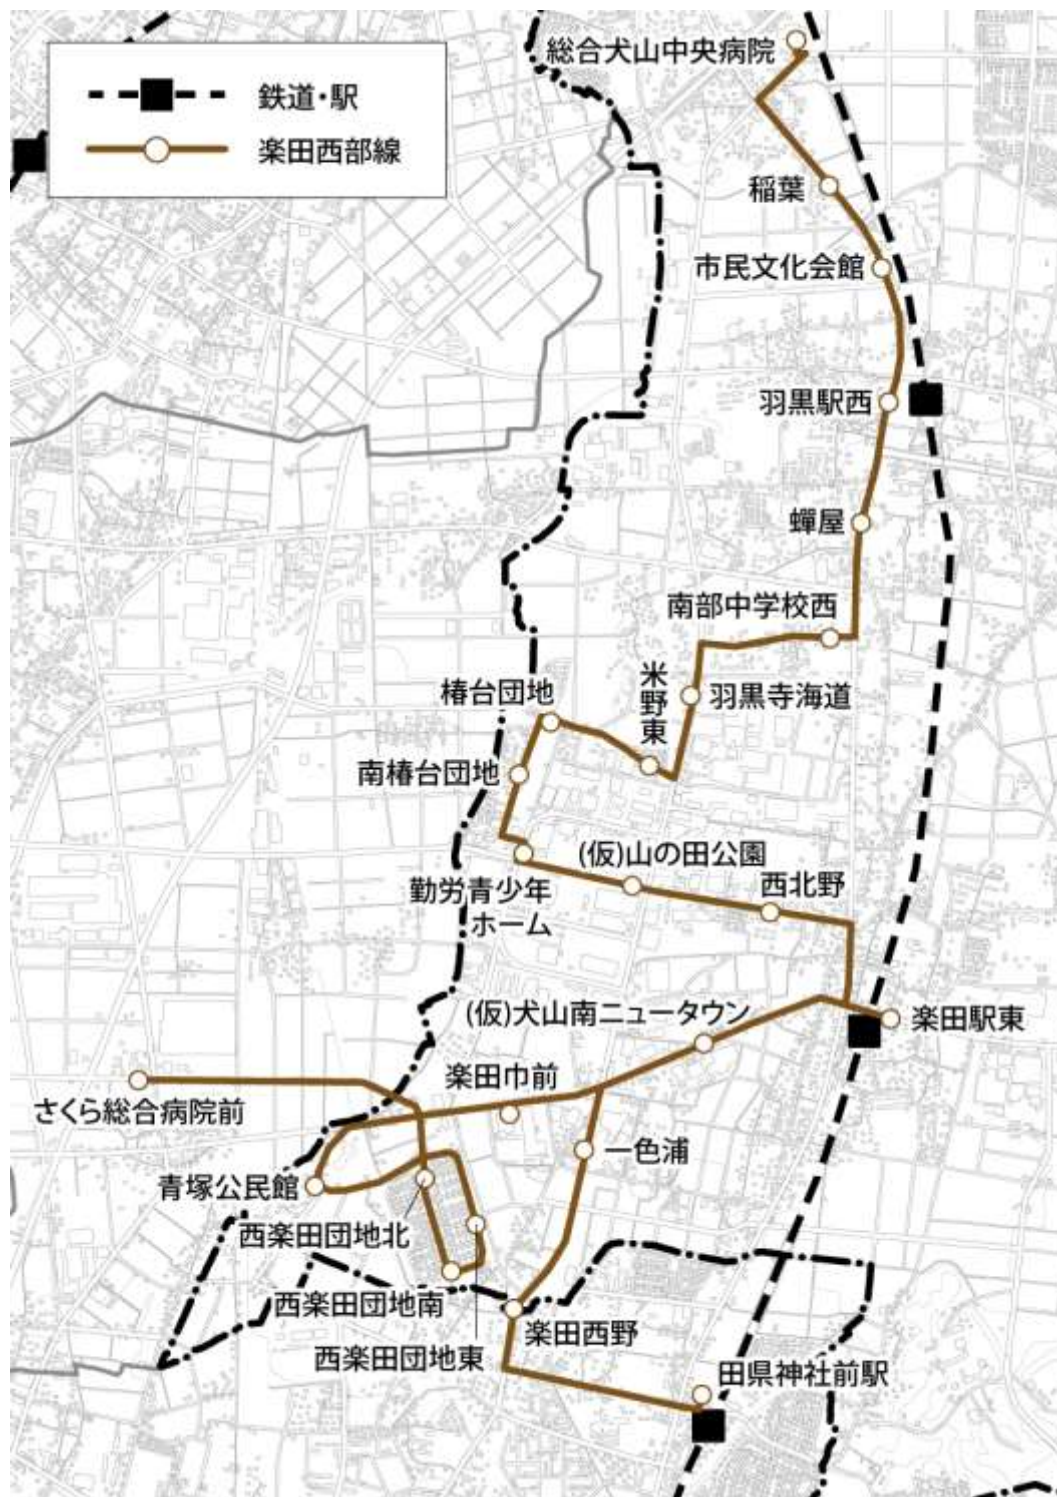 鉄道・駅
楽田西部線
総合犬山中央病院
稲葉
市民文化会館
羽黒駅西
蟬屋
南部中学校西
羽黒寺海道
米野東
椿台団地
南椿台団地
勤労青少年
ホーム
(仮)山の田公園
西北野
楽田駅東
(仮)犬山南ニュータウン
楽田巾前
さくら総合病院前
一色浦
青塚公民館
西楽田団地北
西楽田団地南
西楽田団地東
楽田西野
田県神社前駅